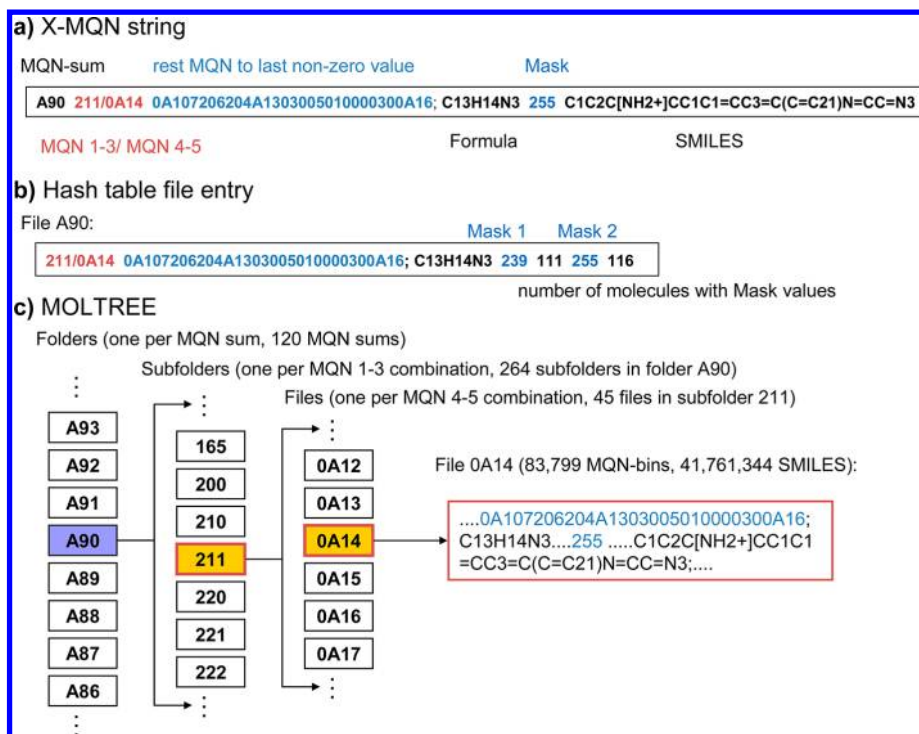 a) X-MQN string
MQN-sum rest MQN to last non-zero value Mask
A90 211/0A14 0A107206204A1303005010000300A16; C13H14N3 255 C1C2C[NH2+]CC1C1=CC3=C(C=C21)N=CC=N3
MQN 1-3/ MQN 4-5 Formula SMILES
b) Hash table file entry
File A90:
Mask 1 Mask 2
211/0A14 0A107206204A1303005010000300A16; C13H14N3 239 111 255 116
number of molecules with Mask values
c) MOLTREE
Folders (one per MQN sum, 120 MQN sums)
Subfolders (one per MQN 1-3 combination, 264 subfolders in folder A90)
Files (one per MQN 4-5 combination, 45 files in subfolder 211)
A93
A92
A91
A90
A89
A88
A87
A86
165
200
210
211
220
221
222
0A12
0A13
0A14
0A15
0A16
0A17
File 0A14 (83,799 MQN-bins, 41,761,344 SMILES):
....0A107206204A1303005010000300A16;
C13H14N3....255 .....C1C2C[NH2+]CC1C1
=CC3=C(C=C21)N=CC=N3;....